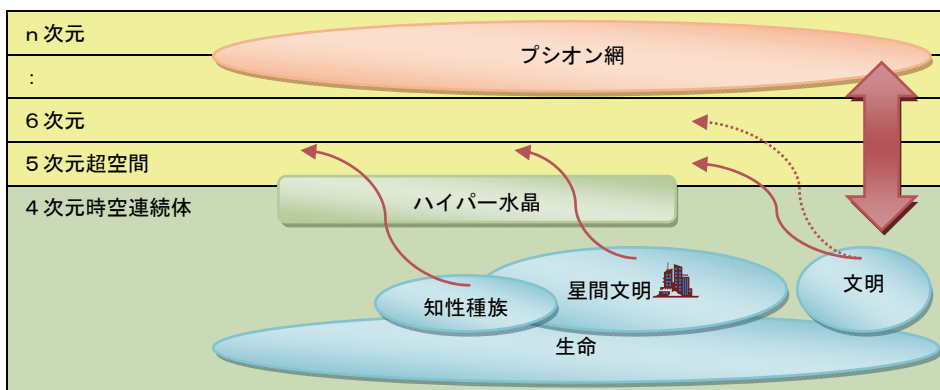 ｎ次元
プシオン網
：
６次元
５次元超空間
４次元時空連続体
ハイパー水晶
知性種族
星間文明
文明
生命